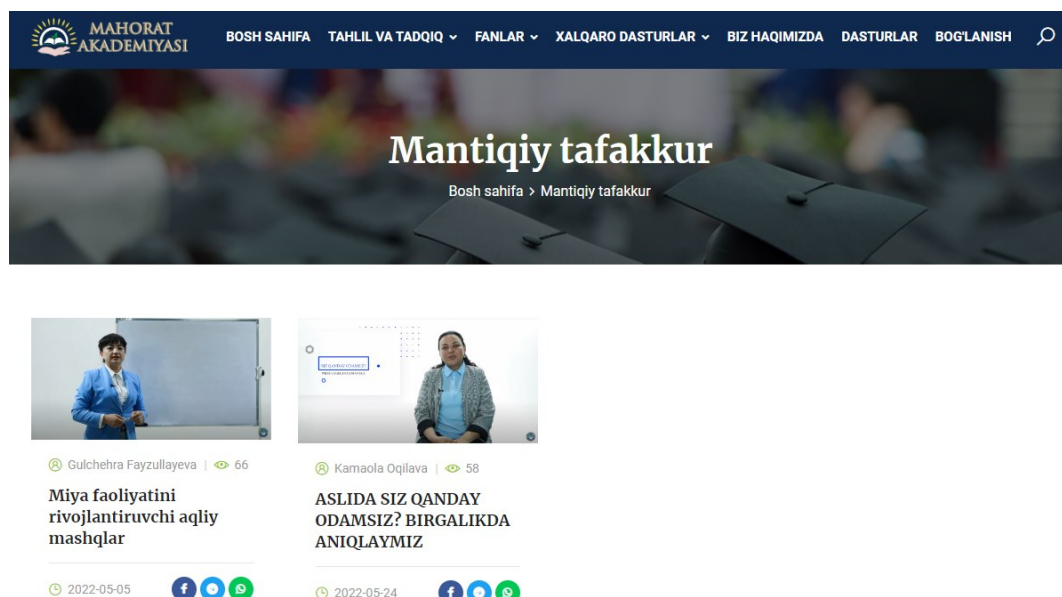 MAHORAT
AKADEMIYASI
BOSH SAHIFA TAHLIL VA TADQIQ FANLAR XALQARO DASTURLAR BIZ HAQIMIZDA DASTURLAR BOG'LANISH
Mantiqiy tafakkur
Bosh sahifa > Mantiqiy tafakkur
Gulchehra Fayzullayeva | 66
Miya faoliyatini
rivojlantiruvchi aqliy
mashqlar
2022-05-05
Kamaola Oqilava | 58
ASLIDA SIZ QANDAY
ODAMSIZ? BIRGALIKDA
ANIQLAYMIZ
2022-05-24